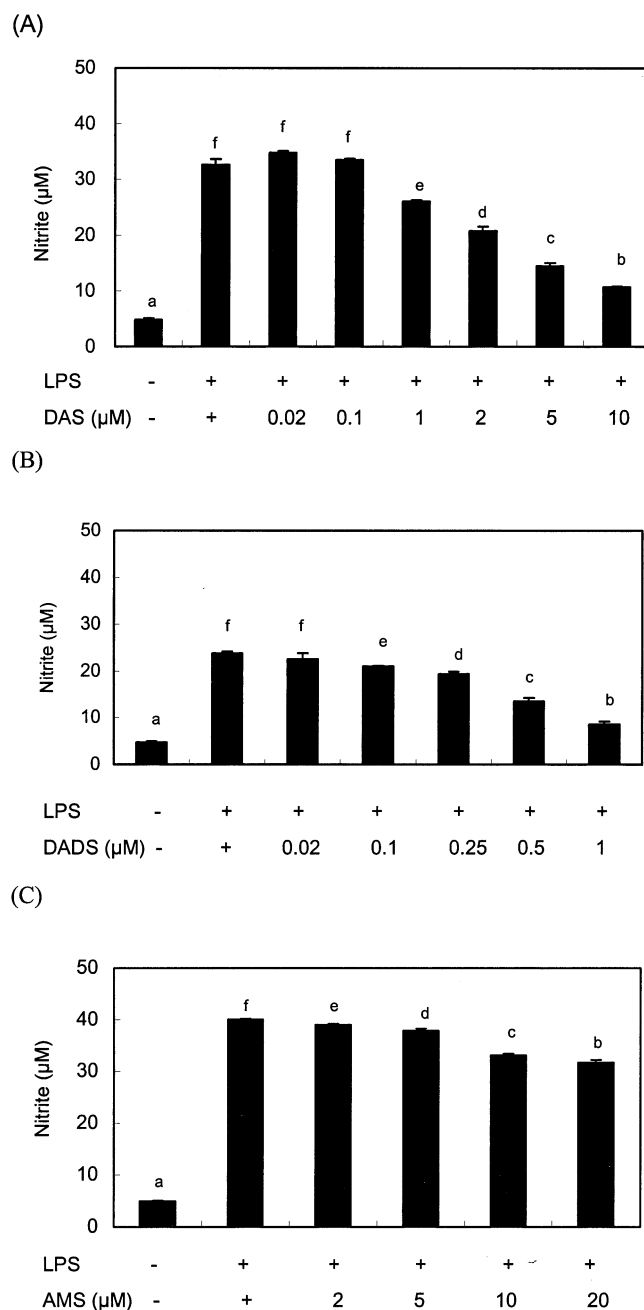 (A)
50
40
30
20
10
0
Nitrite (µM)
a
f
f
f
e
d
c
b
LPS - + + + + + + +
DAS (µM) - + 0.02 0.1 1 2 5 10
(B)
50
40
30
20
10
0
Nitrite (µM)
a
f
f
e
d
c
b
LPS - + + + + + +
DADS (µM) - + 0.02 0.1 0.25 0.5 1
(C)
50
40
30
20
10
0
Nitrite (µM)
a
f
e
d
c
b
LPS - + + + + +
AMS (µM) - + 2 5 10 20